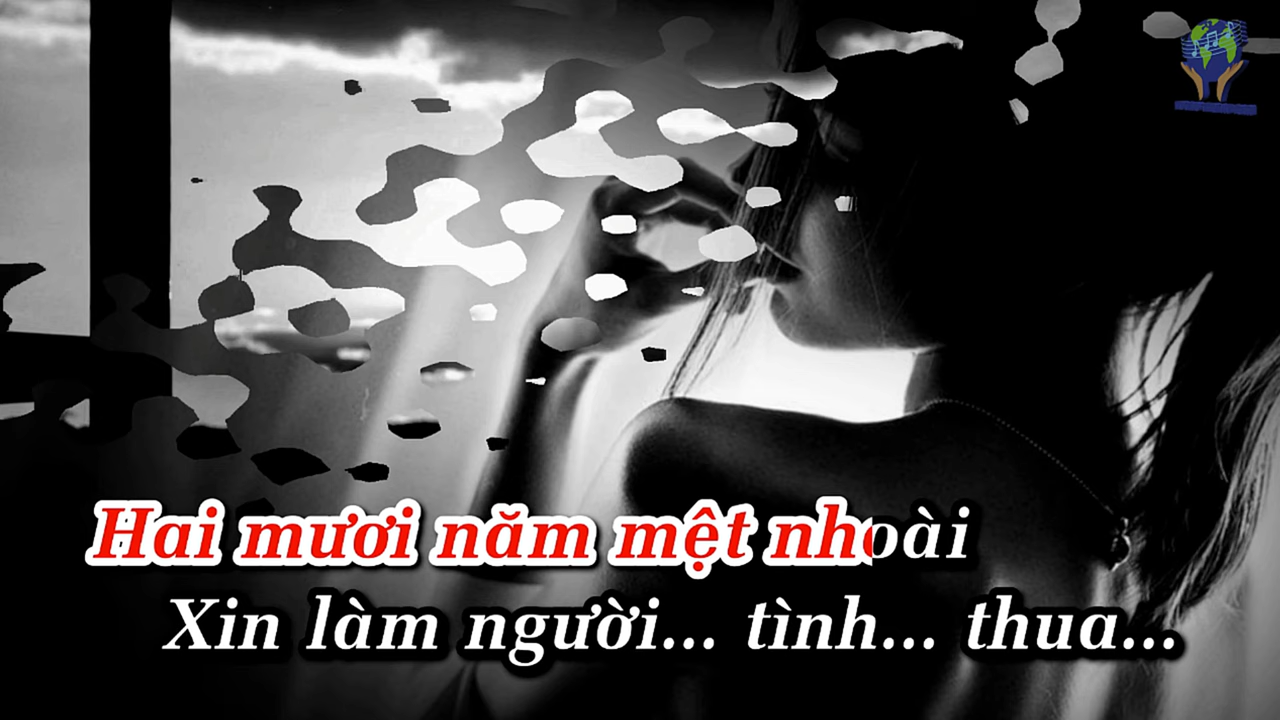 Hai mươi năm mệt nhoài
Xin làm người... tình... thua...